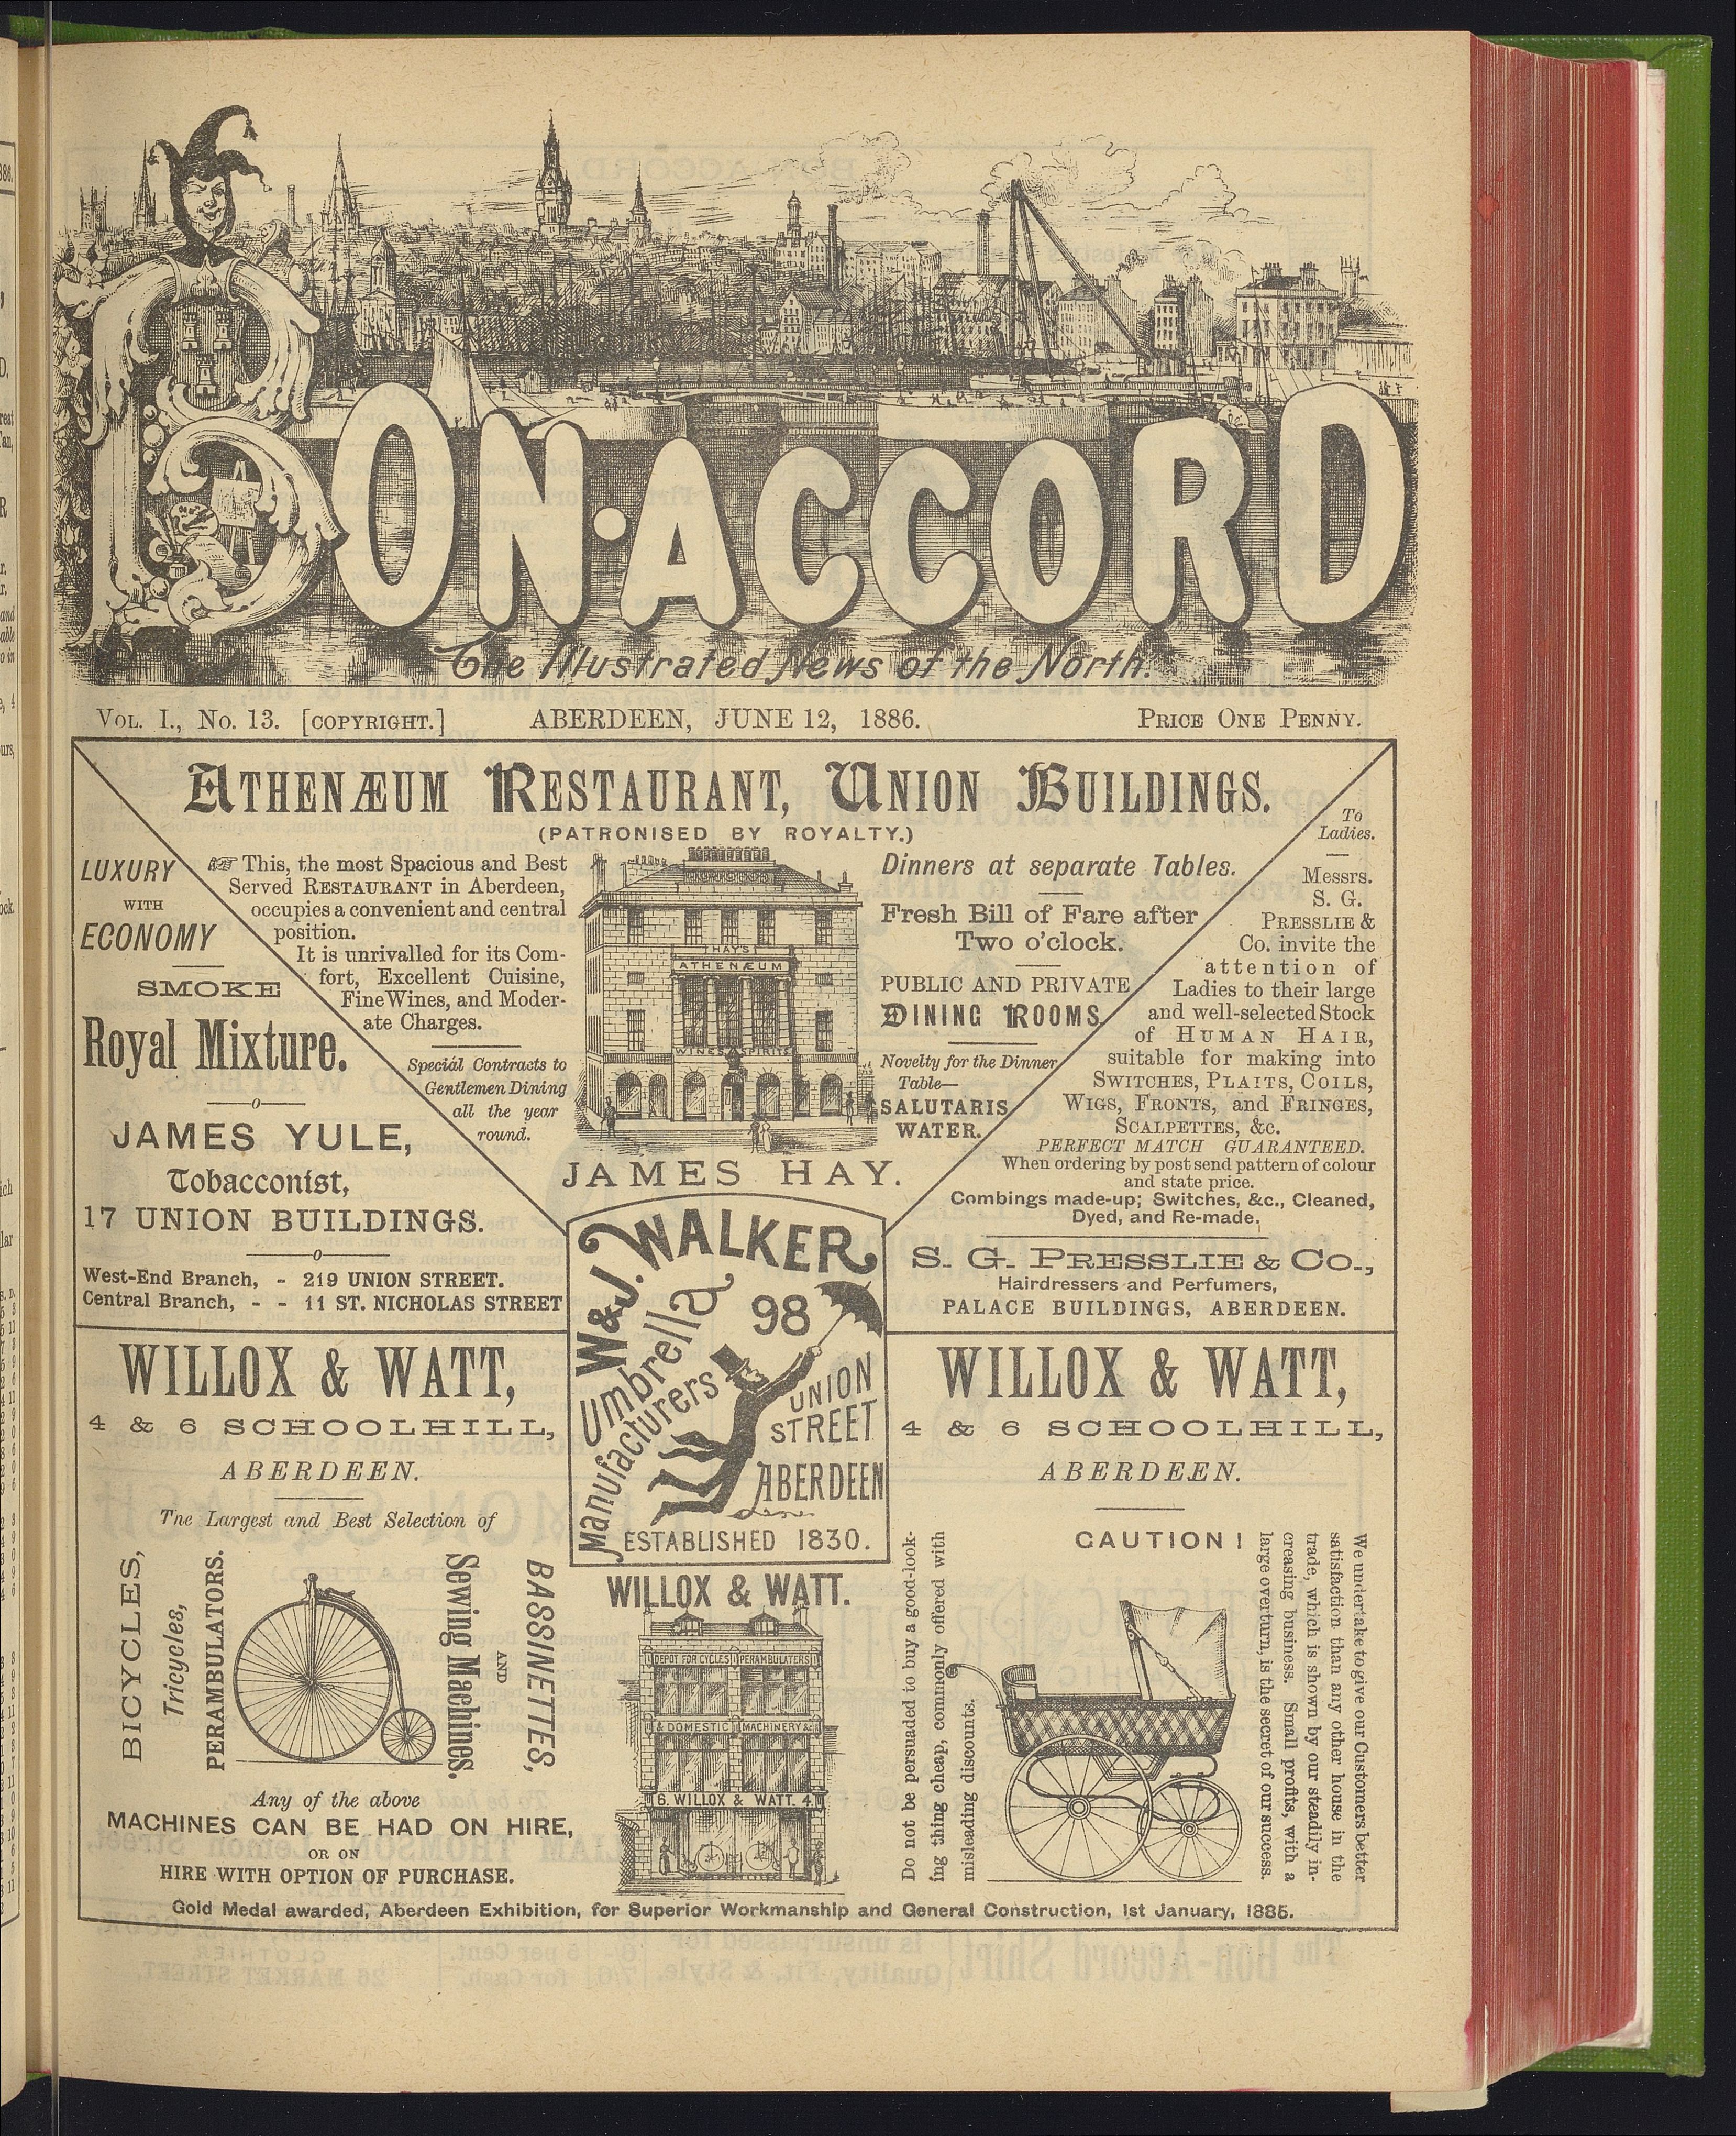 BON·ACCORD
The Illustrated News of the North.
VOL. I., NO. 13. [COPYRIGHT.] ABERDEEN, JUNE 12, 1886. PRICE ONE PENNY.
ATHENÆUM RESTAURANT, UNION BUILDINGS.
(PATRONISED BY ROYALTY.)
LUXURY
WITH
ECONOMY
SMOKE
Royal Mixture.
JAMES YULE,
Tobacconist,
17 UNION BUILDINGS.
West-End Branch, - 219 UNION STREET.
Central Branch, - - 11 ST. NICHOLAS STREET
☞ This, the most Spacious and Best
Served RESTAURANT in Aberdeen,
occupies a convenient and central
position.
It is unrivalled for its Com-
fort, Excellent Cuisine,
Fine Wines, and Moder-
ate Charges.
Special Contracts to
Gentlemen Dining
all the year
round.
HAY'S
ATHENÆUM
WINES & SPIRITS
JAMES HAY.
Dinners at separate Tables.
Fresh Bill of Fare after
Two o'clock.
PUBLIC AND PRIVATE
DINING ROOMS
Novelty for the Dinner
Table—
SALUTARIS
WATER.
To
Ladies.
Messrs.
S. G.
PRESSLIE &
Co. invite the
attention of
Ladies to their large
and well-selected Stock
of HUMAN HAIR,
suitable for making into
SWITCHES, PLAITS, COILS,
WIGS, FRONTS, and FRINGES,
SCALPETTES, &c.
PERFECT MATCH GUARANTEED.
When ordering by post send pattern of colour
and state price.
Combings made-up; Switches, &c., Cleaned,
Dyed, and Re-made.
S. G. PRESSLIE & CO.,
Hairdressers and Perfumers,
PALACE BUILDINGS, ABERDEEN.
W & J. WALKER
Umbrella
Manufacturers
98
UNION
STREET
ABERDEEN
ESTABLISHED 1830.
WILLOX & WATT,
4 & 6 SCHOOLHILL,
ABERDEEN.
The Largest and Best Selection of
BICYCLES,
Tricycles,
PERAMBULATORS.
BASSINETTES,
AND
Sewing Machines.
Any of the above
MACHINES CAN BE HAD ON HIRE,
OR ON
HIRE WITH OPTION OF PURCHASE.
WILLOX & WATT.
DEPOT FOR CYCLES PERAMBULATERS
& DOMESTIC MACHINERY &c
6. WILLOX & WATT. 4.
WILLOX & WATT,
4 & 6 SCHOOLHILL,
ABERDEEN.
CAUTION!
Do not be persuaded to buy a good-look-
ing thing cheap, commonly offered with
misleading discounts.
We undertake to give our Customers better
satisfaction than any other house in the
trade, which is shown by our steadily in-
creasing business. Small profits, with a
large overturn, is the secret of our success.
Gold Medal awarded, Aberdeen Exhibition, for Superior Workmanship and General Construction, 1st January, 1885.